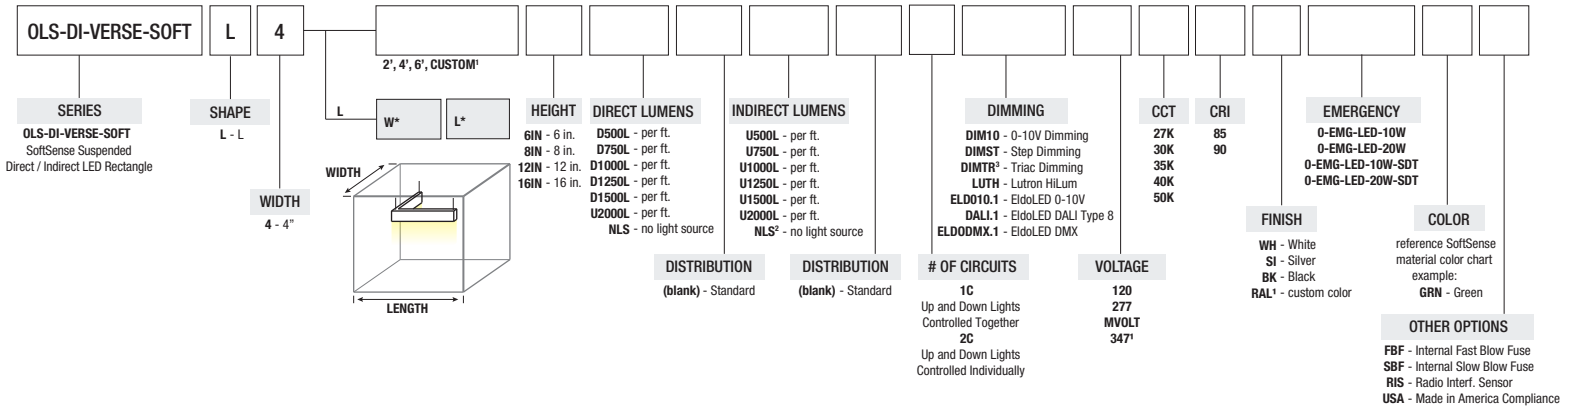 OLS-DI-VERSE-SOFT L 4
2’, 4’, 6’, CUSTOM¹
SERIES
OLS-DI-VERSE-SOFT
SoftSense Suspended
Direct / Indirect LED Rectangle
SHAPE
L - L
WIDTH
4 - 4”
L
W*
L*
WIDTH
LENGTH
HEIGHT
6IN - 6 in.
8IN - 8 in.
12IN - 12 in.
16IN - 16 in.
DIRECT LUMENS
D500L - per ft.
D750L - per ft.
D1000L - per ft.
D1250L - per ft.
D1500L - per ft.
U2000L - per ft.
NLS - no light source
DISTRIBUTION
(blank) - Standard
INDIRECT LUMENS
U500L - per ft.
U750L - per ft.
U1000L - per ft.
U1250L - per ft.
U1500L - per ft.
U2000L - per ft.
NLS² - no light source
DISTRIBUTION
(blank) - Standard
# OF CIRCUITS
1C
Up and Down Lights
Controlled Together
2C
Up and Down Lights
Controlled Individually
DIMMING
DIM10 - 0-10V Dimming
DIMST - Step Dimming
DIMTR³ - Triac Dimming
LUTH - Lutron HiLum
ELD010.1 - EldoLED 0-10V
DALI.1 - EldoLED DALI Type 8
ELDODMX.1 - EldoLED DMX
VOLTAGE
120
277
MVOLT
347¹
CCT
27K
30K
35K
40K
50K
CRI
85
90
FINISH
WH - White
SI - Silver
BK - Black
RAL¹ - custom color
EMERGENCY
0-EMG-LED-10W
0-EMG-LED-20W
0-EMG-LED-10W-SDT
0-EMG-LED-20W-SDT
COLOR
reference SoftSense
material color chart
example:
GRN - Green
OTHER OPTIONS
FBF - Internal Fast Blow Fuse
SBF - Internal Slow Blow Fuse
RIS - Radio Interf. Sensor
USA - Made in America Compliance